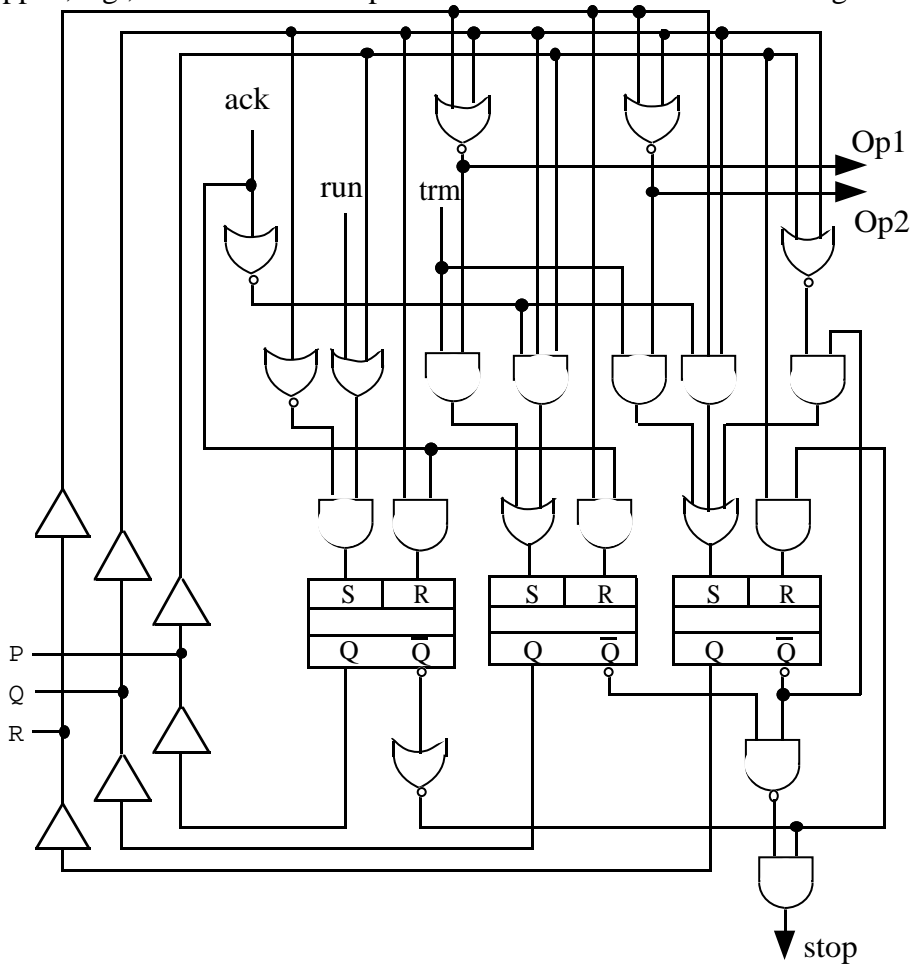 ack
Op1
run
trm
Op2
S R S R S R
Q Q Q Q Q Q
P
Q
R
stop